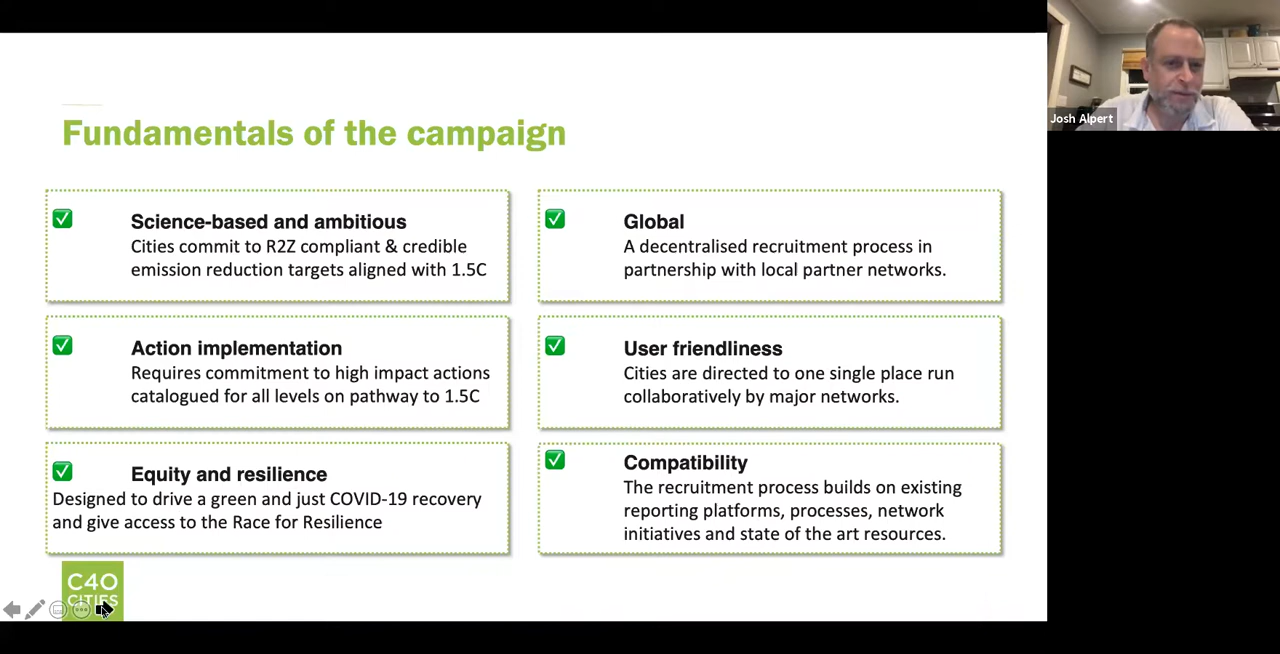 Fundamentals of the campaign
Science-based and ambitious
Cities commit to R2Z compliant & credible
emission reduction targets aligned with 1.5C
Action implementation
Requires commitment to high impact actions
catalogued for all levels on pathway to 1.5C
Equity and resilience
Designed to drive a green and just COVID-19 recovery
and give access to the Race for Resilience
Global
A decentralised recruitment process in
partnership with local partner networks.
User friendliness
Cities are directed to one single place run
collaboratively by major networks.
Compatibility
The recruitment process builds on existing
reporting platforms, processes, network
initiatives and state of the art resources.
C40
CITIES
Josh Alpert